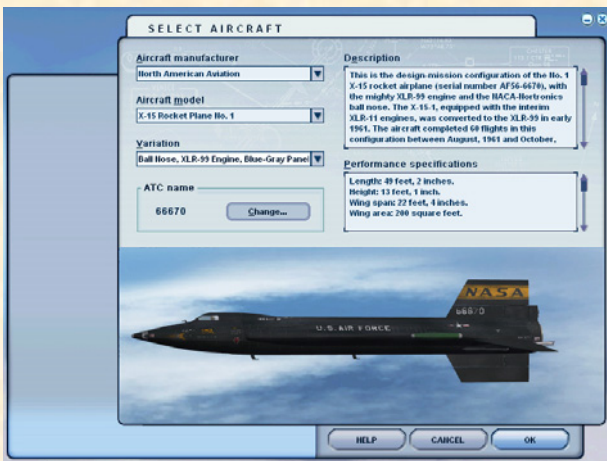 SELECT AIRCRAFT
Aircraft manufacturer
North American Aviation
Aircraft model
X-15 Rocket Plane No. 1
Variation
Ball Nose, XLR-99 Engine, Blue-Gray Panel
ATC name
66670
Change...
Description
This is the design-mission configuration of the No. 1
X-15 rocket airplane (serial number AF56-6670), with
the mighty XLR-99 engine and the NACA-Nortronics
ball nose. The X-15-1, equipped with the interim
XLR-11 engines, was converted to the XLR-99 in early
1961. The aircraft completed 60 flights in this
configuration between August, 1961 and October,
Performance specifications
Length: 49 feet, 2 inches.
Height: 13 feet, 1 inch.
Wing span: 22 feet, 4 inches.
Wing area: 200 square feet.
NASA
66670
U.S. AIR FORCE
HELP
CANCEL
OK